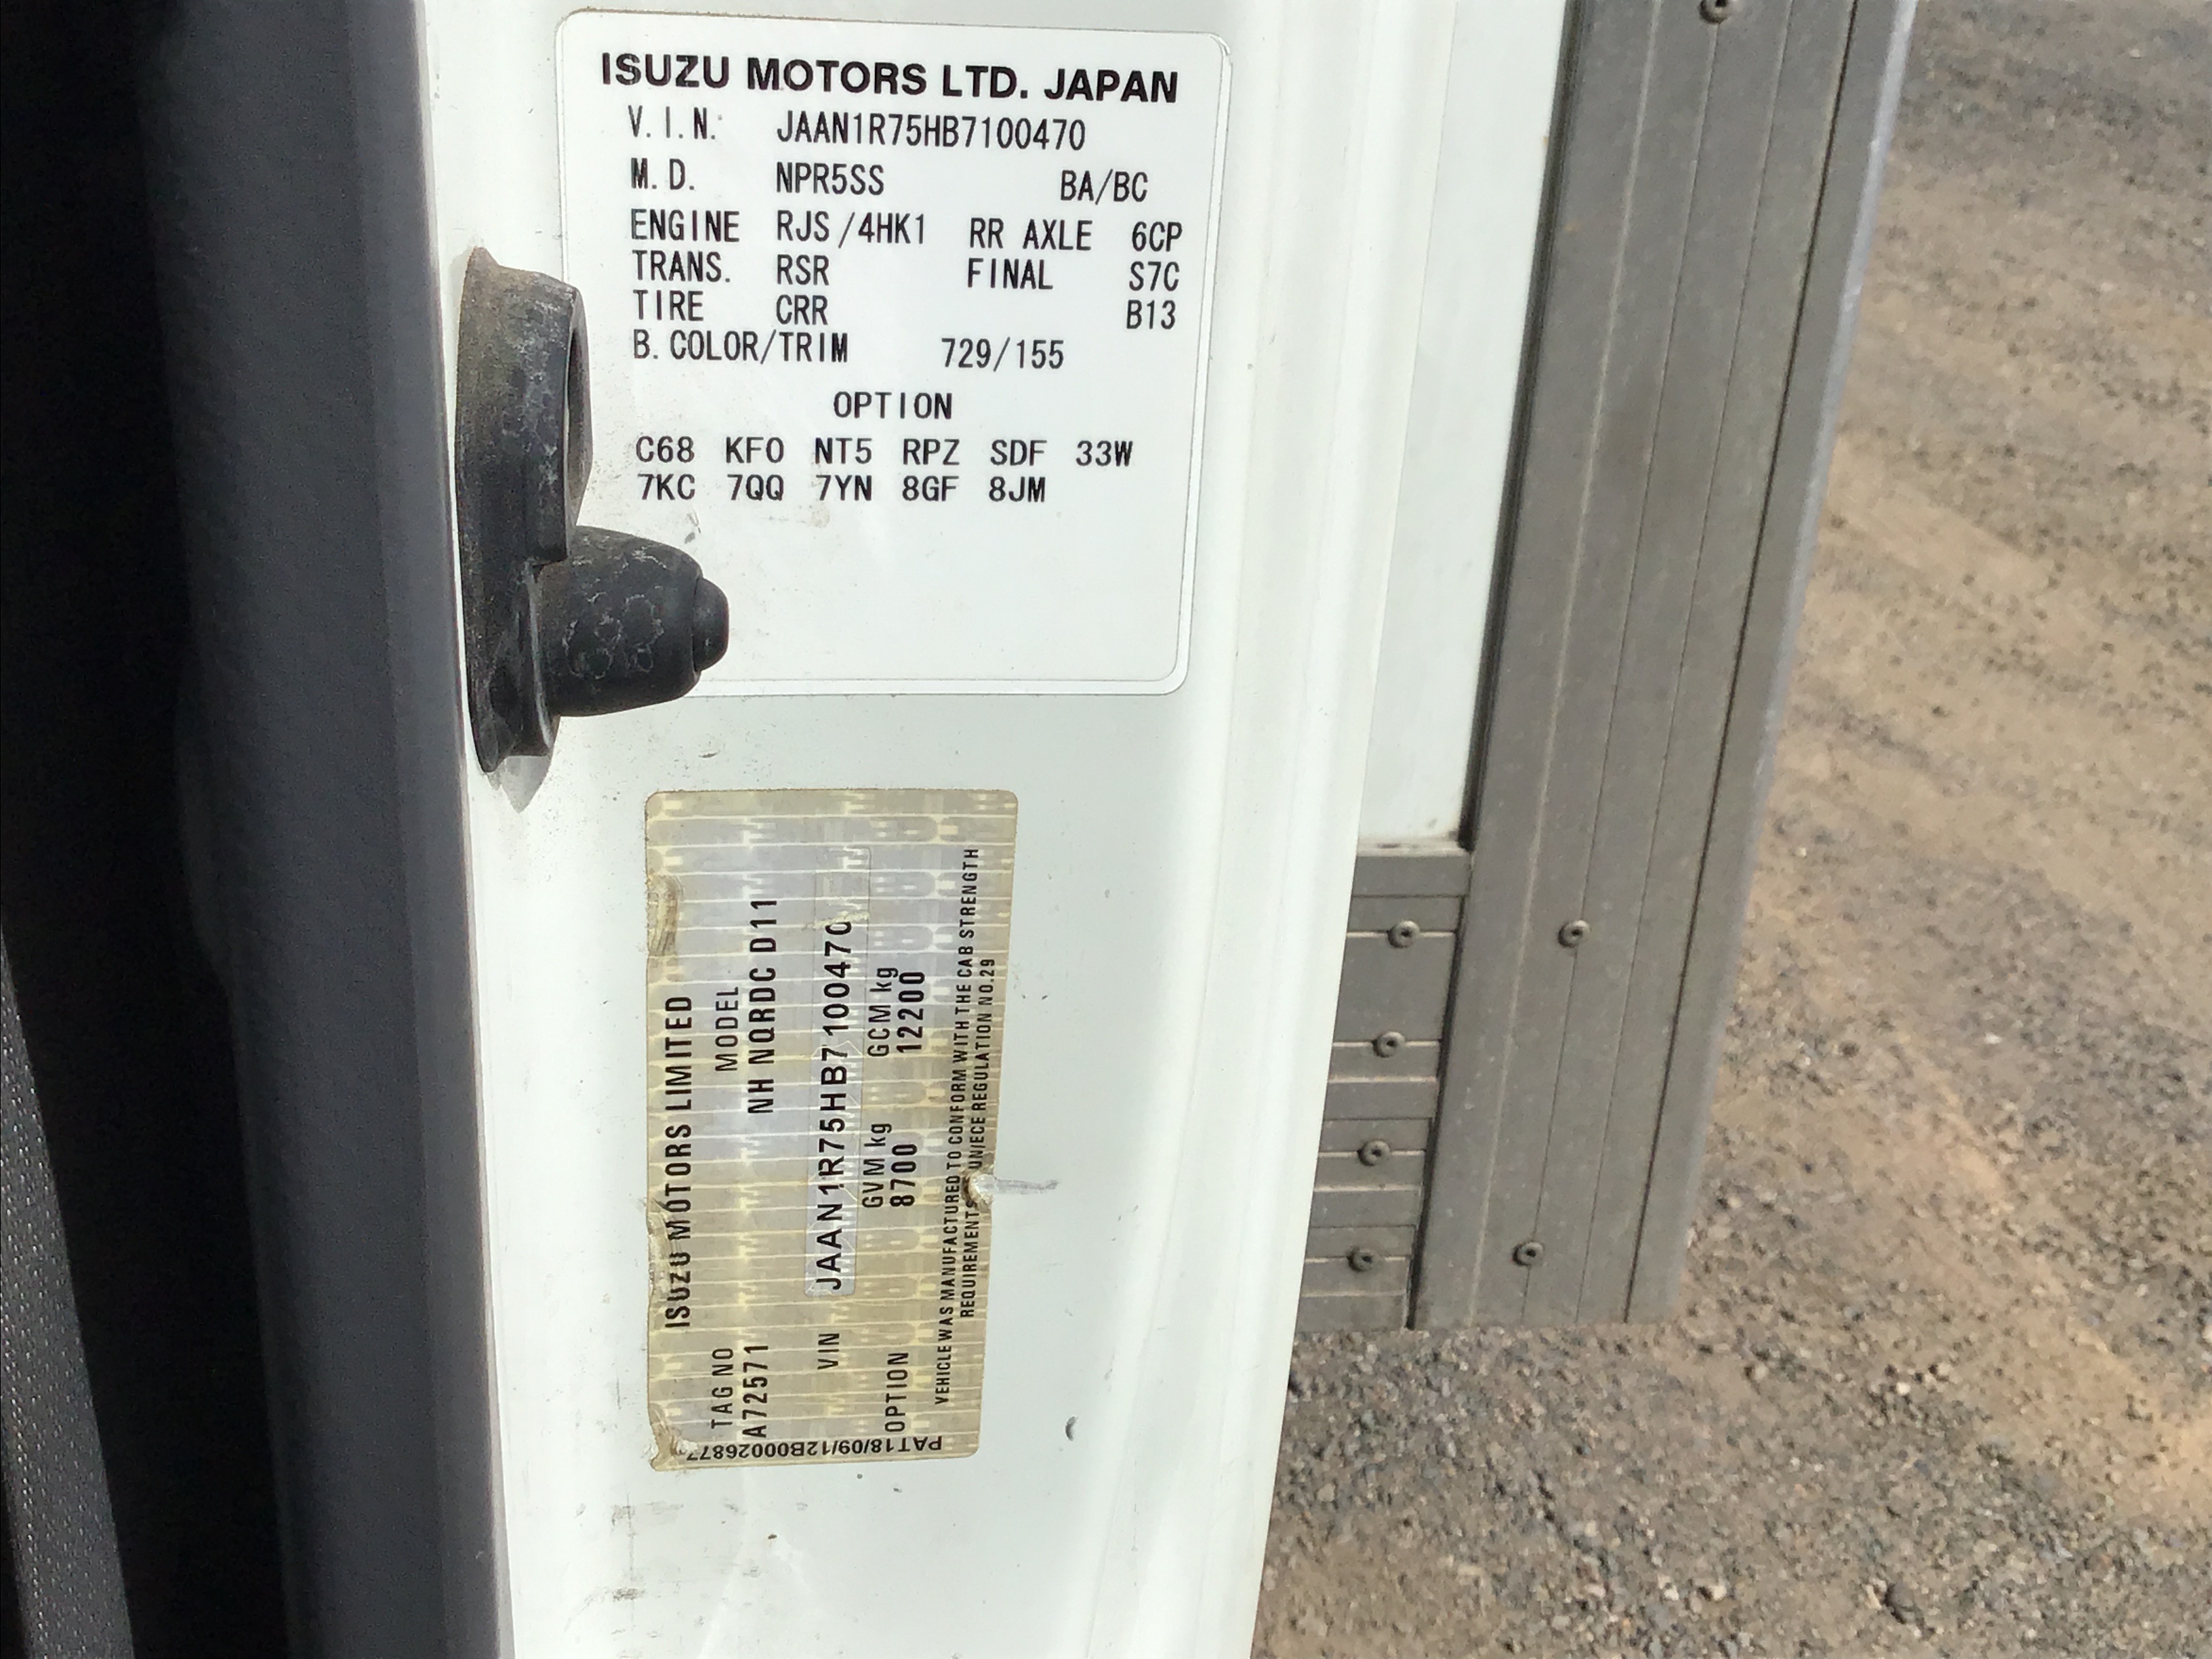 ISUZU MOTORS LTD. JAPAN
V.I.N. JAAN1R75HB7100470
M.D. NPR5SS BA/BC
ENGINE RJS/4HK1 RR AXLE 6CP
TRANS. RSR FINAL S7C
TIRE CRR B13
B.COLOR/TRIM 729/155
OPTION
C68 KFO NT5 RPZ SDF 33W
7KC 7QQ 7YN 8GF 8JM
ISUZU MOTORS LIMITED
TAG NO MODEL
A72571 NH NQRDC D11
VIN JAAN1R75HB7100470
GVM kg GCM kg
OPTION 8700 12200
VEHICLE WAS MANUFACTURED TO CONFORM WITH THE CAB STRENGTH
REQUIREMENTS UN/ECE REGULATION NO.29
PAT18/09/12B00026877